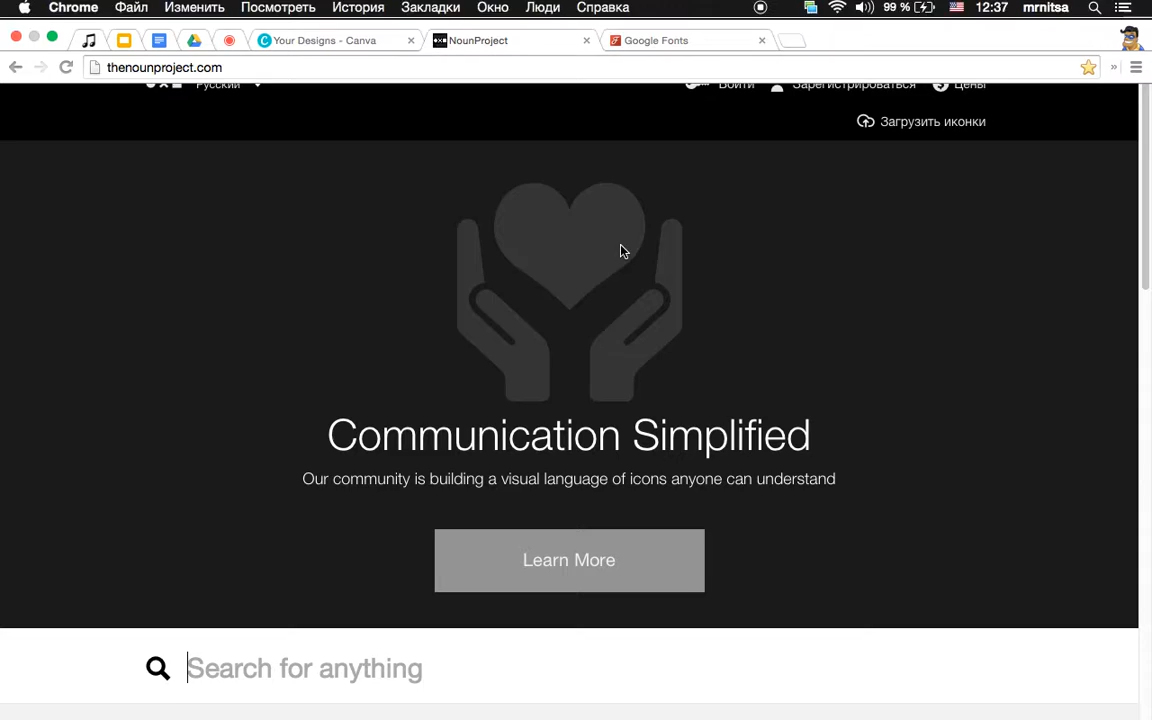 Chrome Файл Изменить Посмотреть История Закладки Окно Люди Справка 99 % 12:37 mrnitsa
Your Designs - Canva NounProject Google Fonts
thenounproject.com
Русский Войти Зарегистрироваться Цены
Загрузить иконки
Communication Simplified
Our community is building a visual language of icons anyone can understand
Learn More
Search for anything